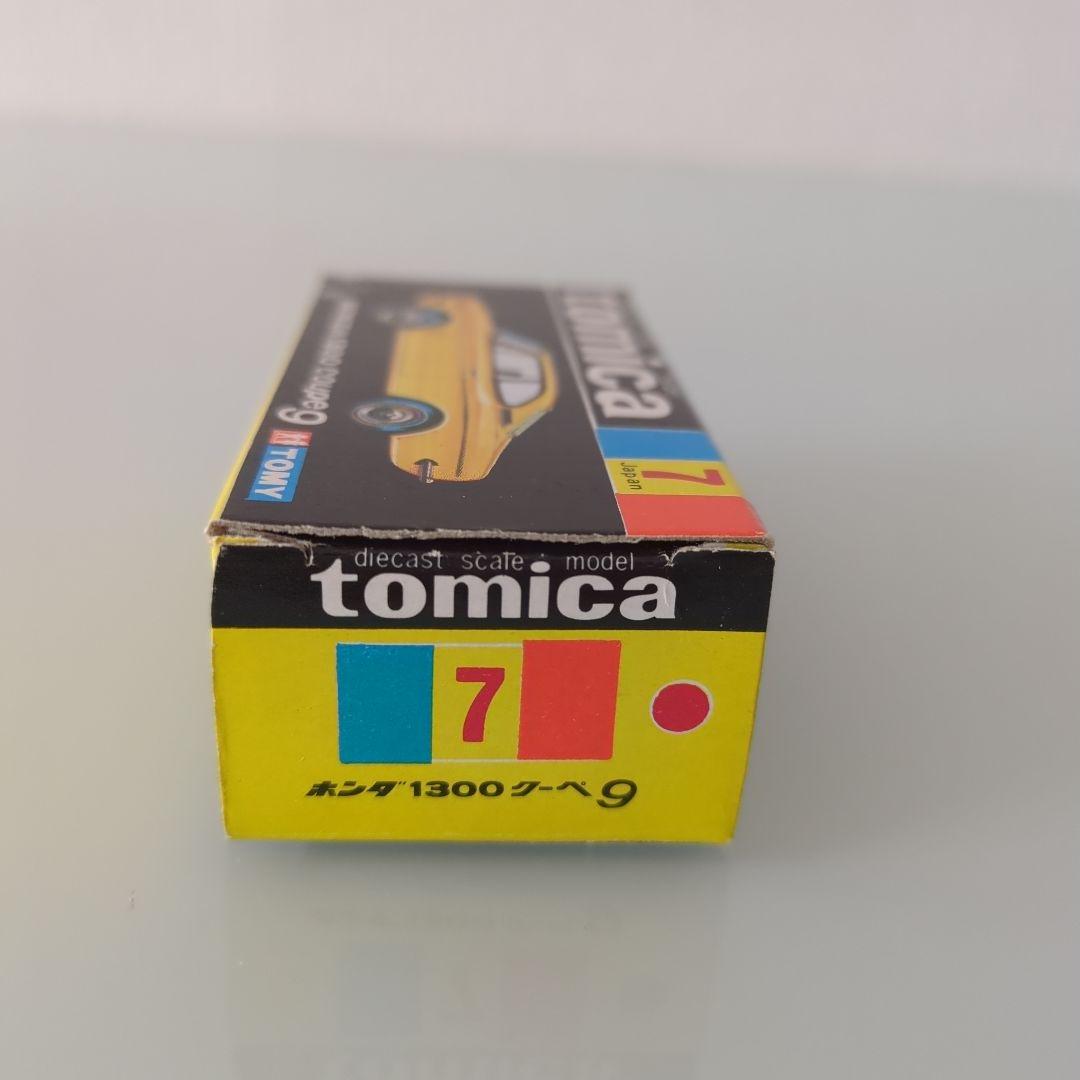 tomica
7
Japan
coupe 9
TOMY
diecast scale model
tomica
7
ホンダ1300クーペ9